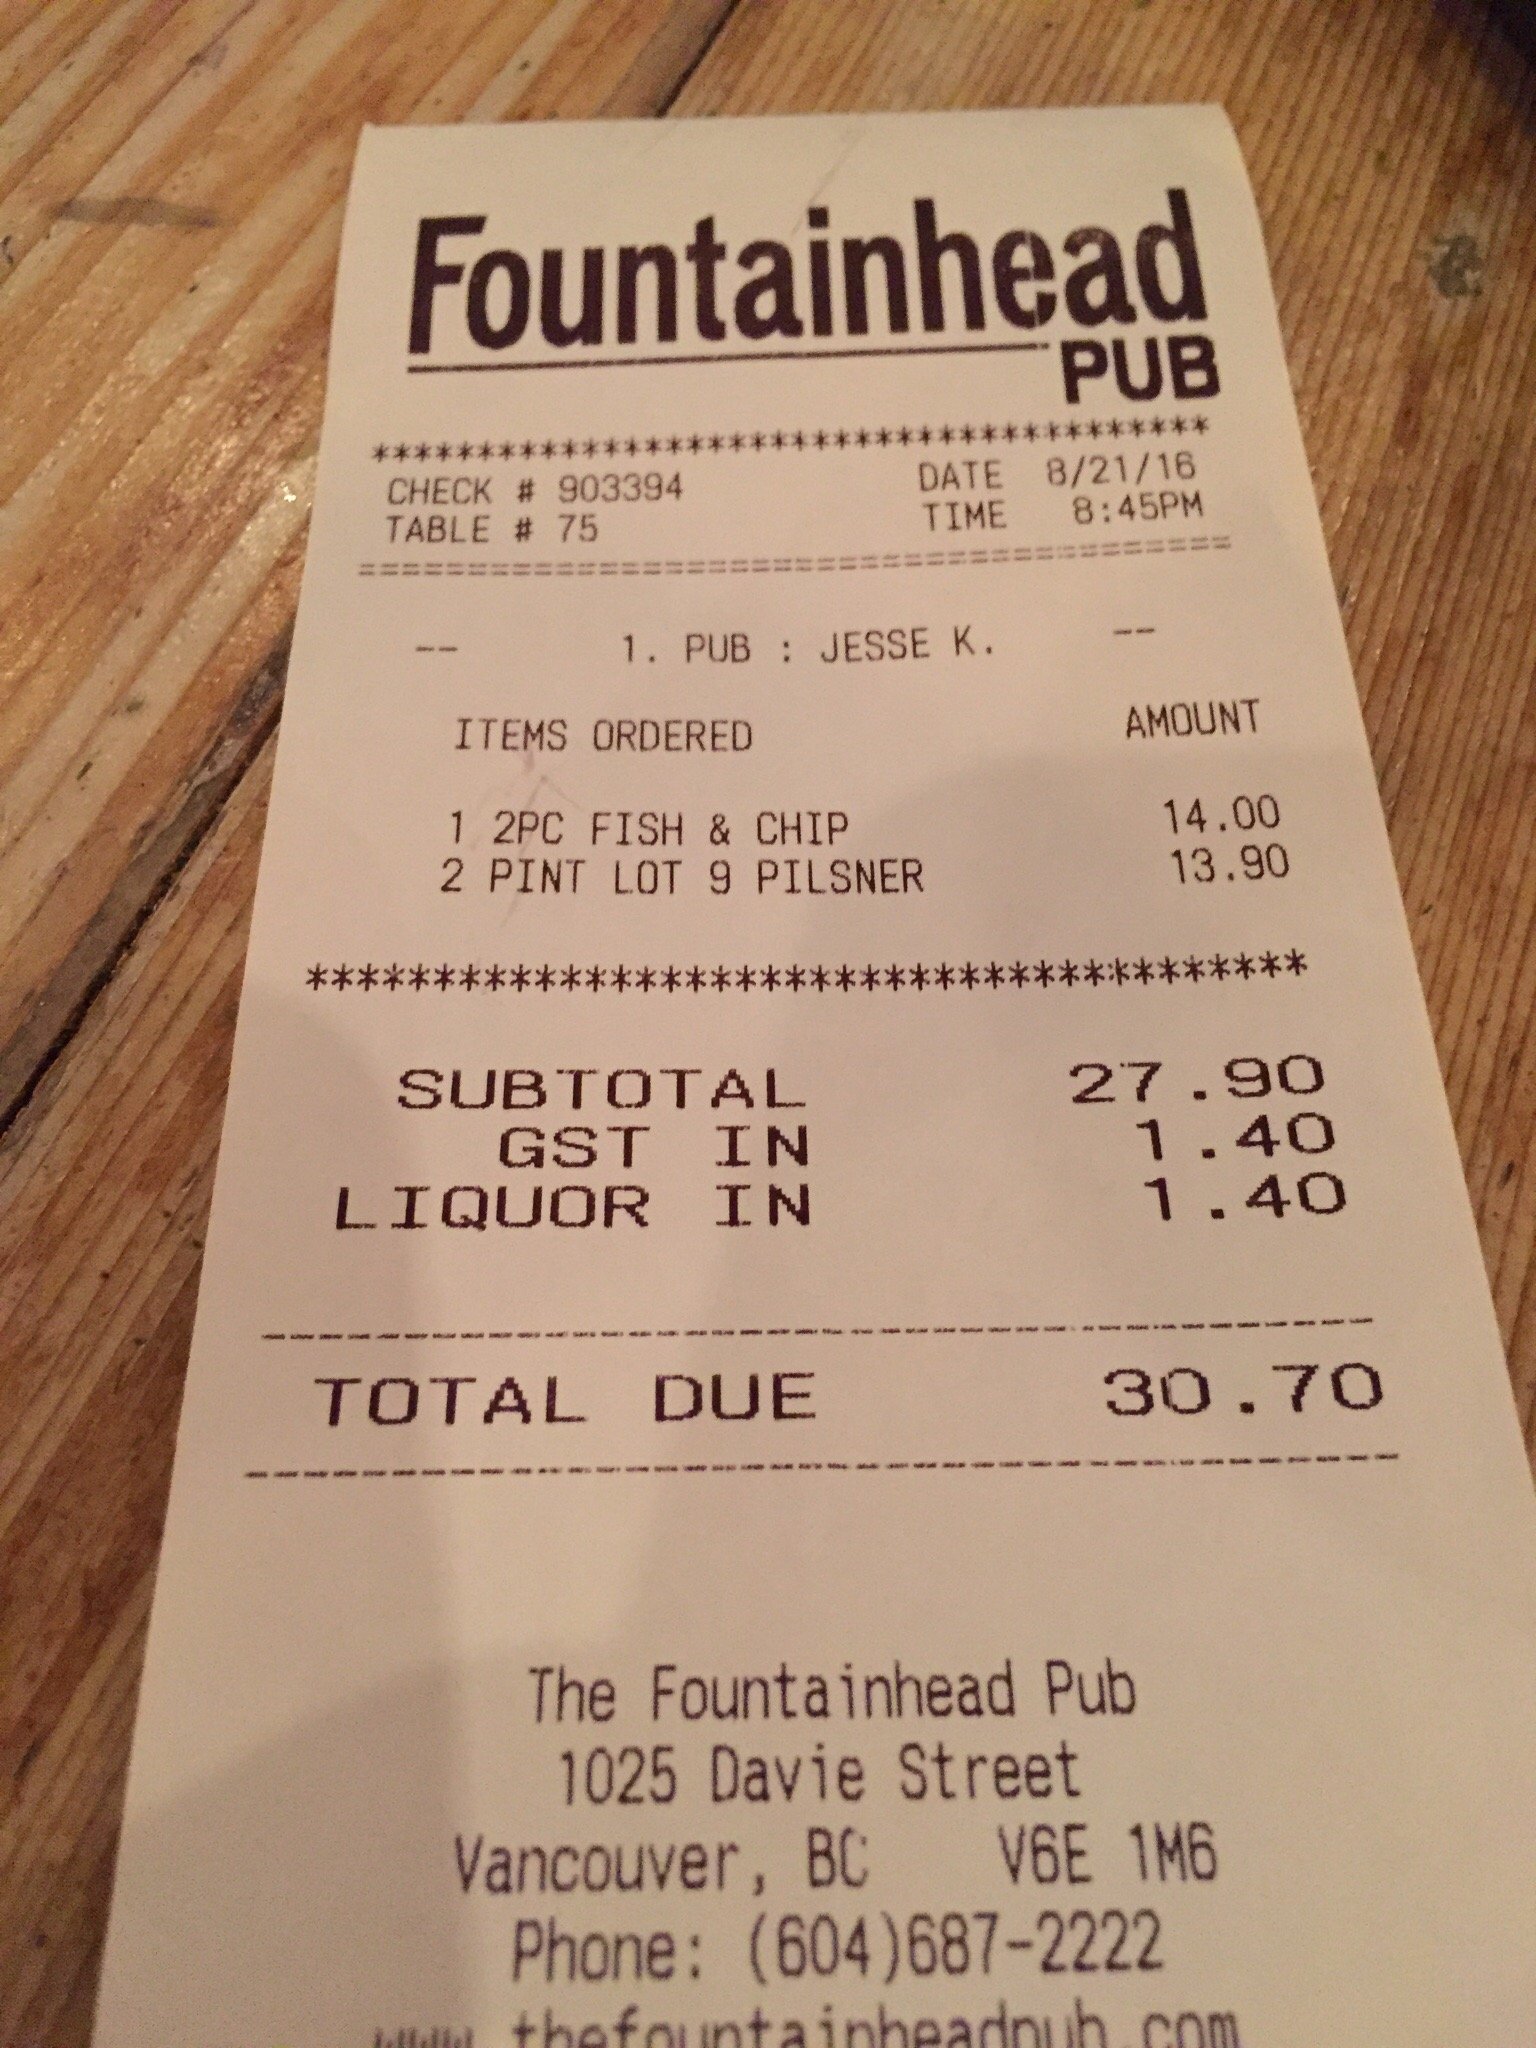 Fountainhead
PUB
****************************************
CHECK # 903394 DATE 8/21/16
TABLE # 75 TIME 8:45PM
========================================
-- 1. PUB : JESSE K. --
ITEMS ORDERED AMOUNT
1 2PC FISH & CHIP 14.00
2 PINT LOT 9 PILSNER 13.90
****************************************
SUBTOTAL 27.90
GST IN 1.40
LIQUOR IN 1.40
----------------------------------------
TOTAL DUE 30.70
----------------------------------------
The Fountainhead Pub
1025 Davie Street
Vancouver, BC V6E 1M6
Phone: (604)687-2222
www.thefountainheadpub.com